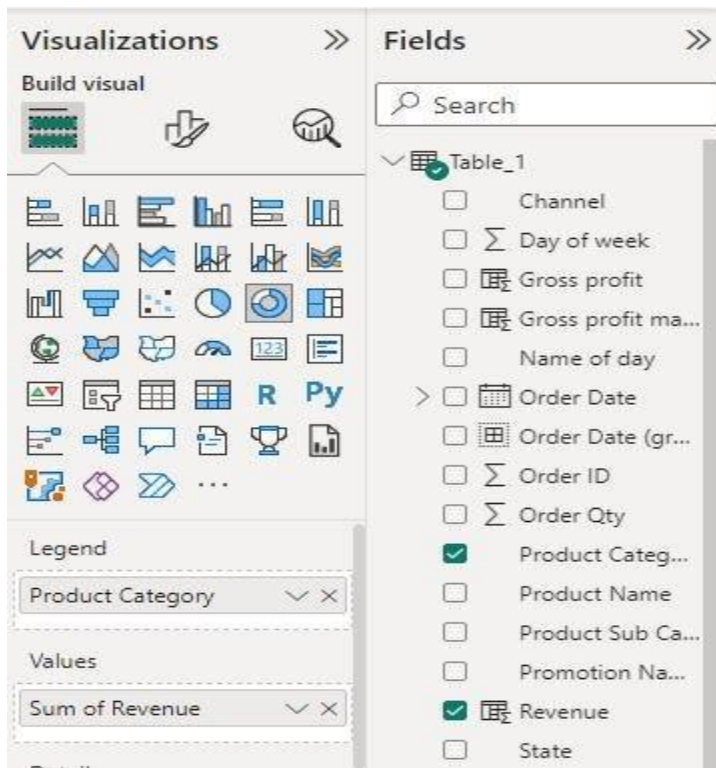 Visualizations
Build visual
123
R
Py
Legend
Product Category
Values
Sum of Revenue
Fields
Search
Table_1
Channel
Day of week
Gross profit
Gross profit ma...
Name of day
Order Date
Order Date (gr...
Order ID
Order Qty
Product Categ...
Product Name
Product Sub Ca...
Promotion Na...
Revenue
State